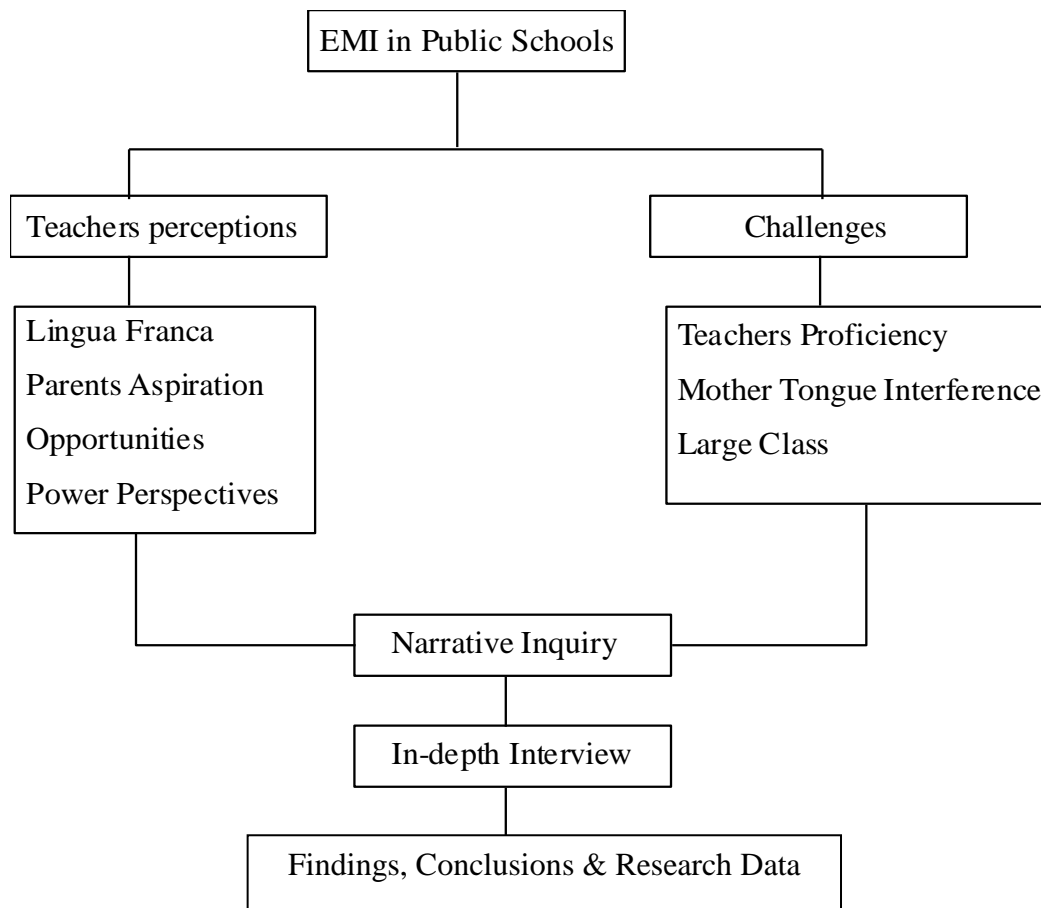 EMI in Public Schools
Teachers perceptions
Challenges
Lingua Franca
Parents Aspiration
Opportunities
Power Perspectives
Teachers Proficiency
Mother Tongue Interference
Large Class
Narrative Inquiry
In-depth Interview
Findings, Conclusions & Research Data